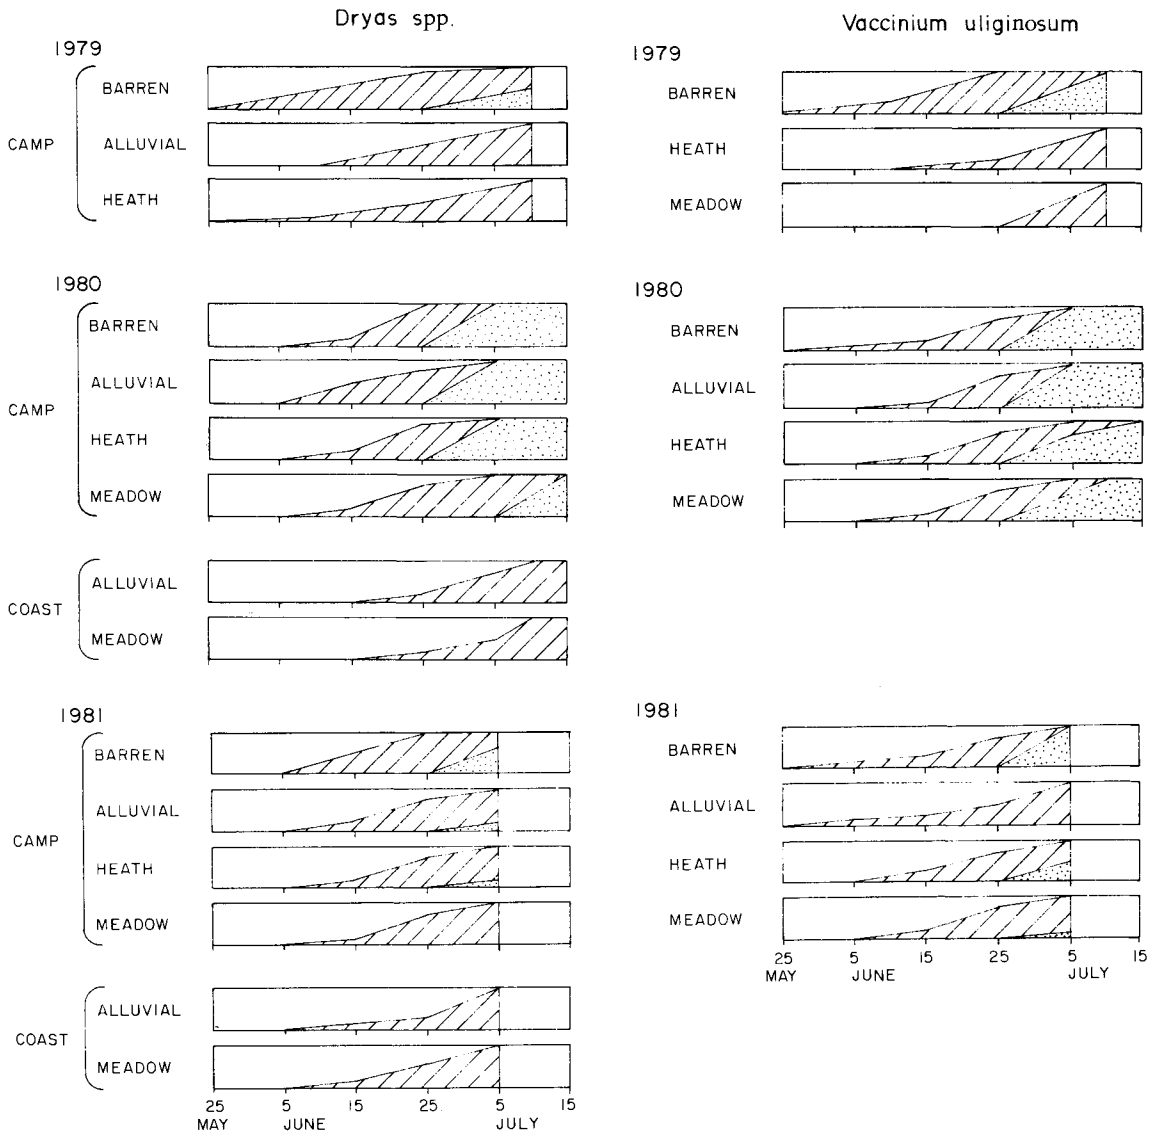 Dryas spp.
1979
CAMP
BARREN
ALLUVIAL
HEATH
1980
CAMP
BARREN
ALLUVIAL
HEATH
MEADOW
COAST
ALLUVIAL
MEADOW
1981
CAMP
BARREN
ALLUVIAL
HEATH
MEADOW
COAST
ALLUVIAL
MEADOW
25 5 15 25 5 15
MAY JUNE JULY
Vaccinium uliginosum
1979
BARREN
HEATH
MEADOW
1980
BARREN
ALLUVIAL
HEATH
MEADOW
1981
BARREN
ALLUVIAL
HEATH
MEADOW
25 5 15 25 5 15
MAY JUNE JULY